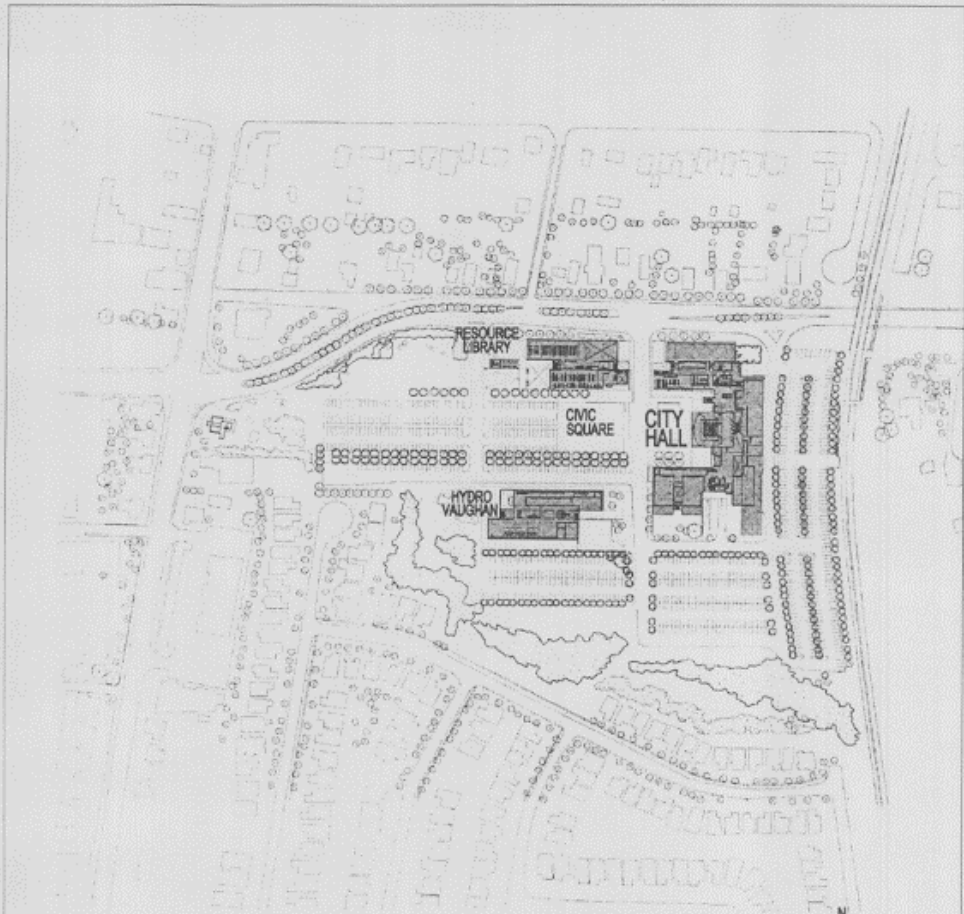 RESOURCE
LIBRARY
CIVIC
SQUARE
CITY
HALL
HYDRO
VAUGHAN
N